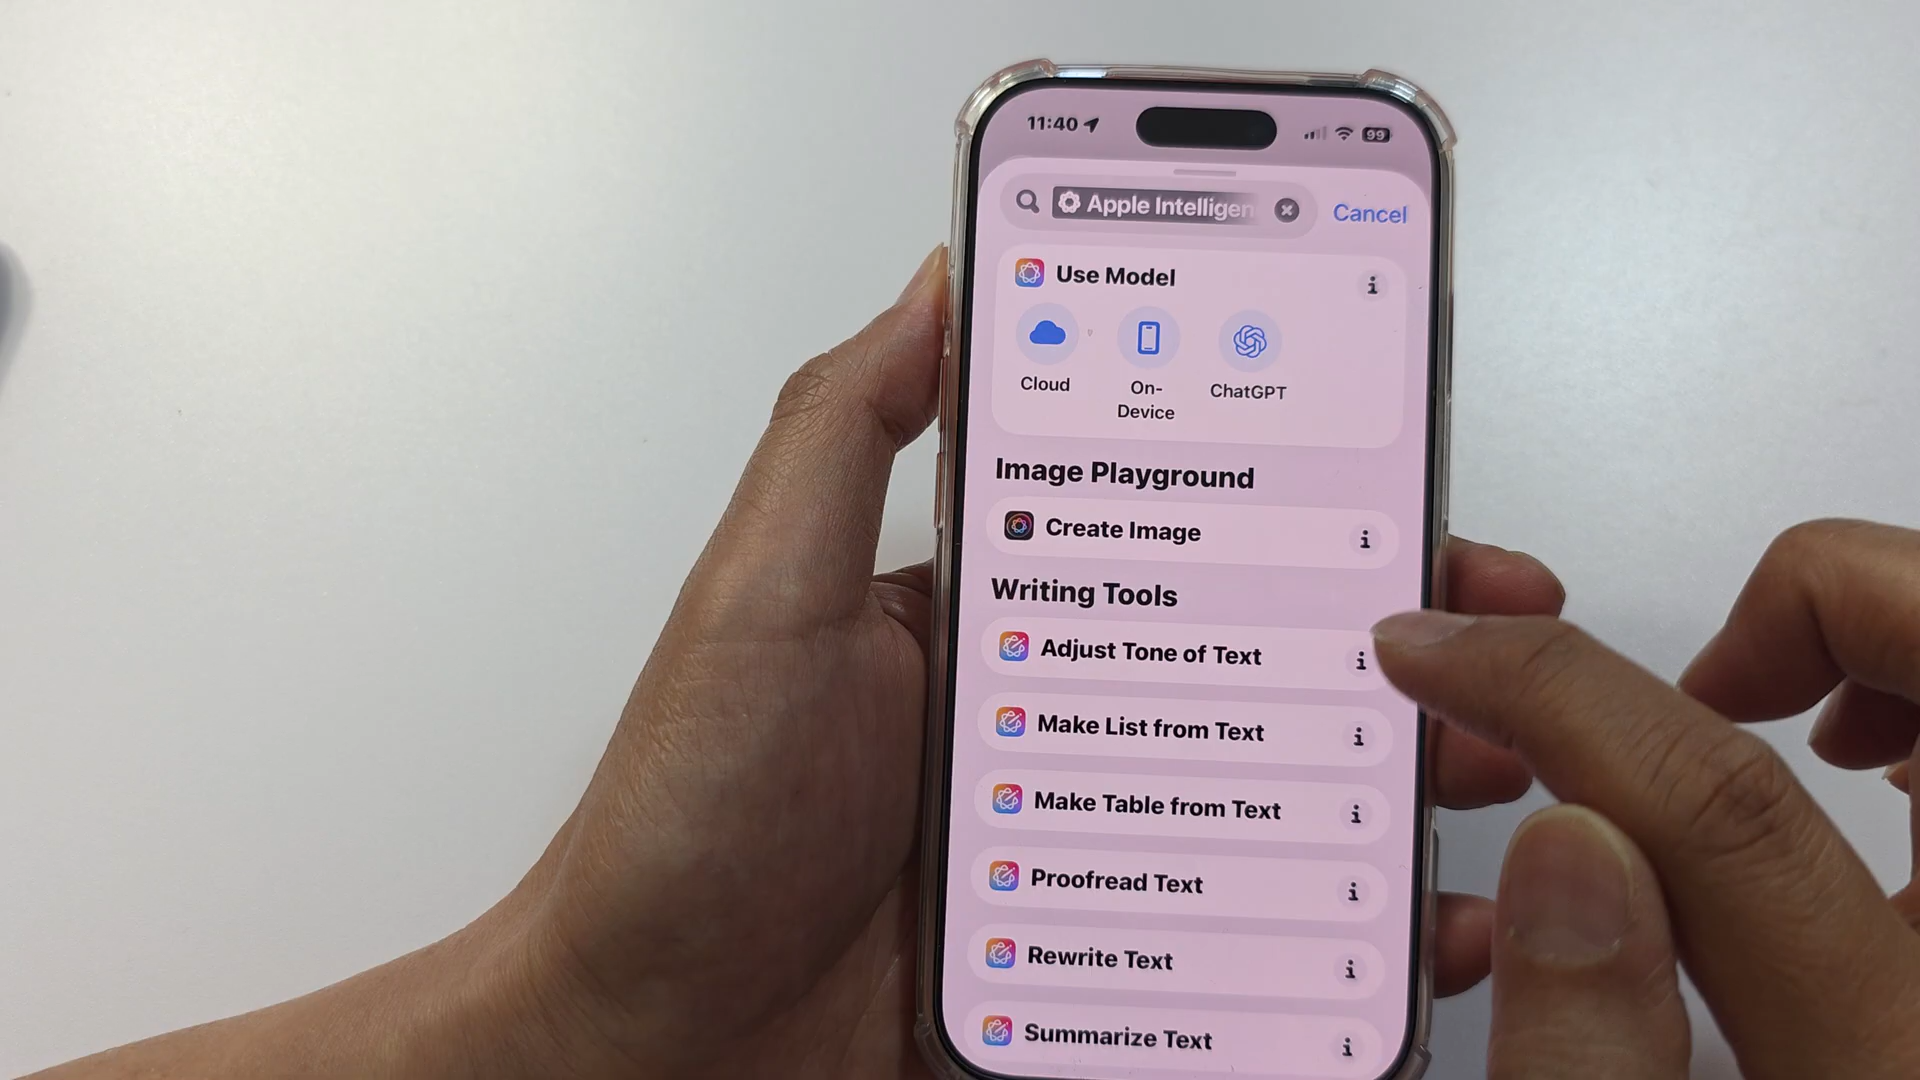 11:40
99
Apple Intelligen
Cancel
Use Model
Cloud
On-
Device
ChatGPT
Image Playground
Create Image
Writing Tools
Adjust Tone of Text
Make List from Text
Make Table from Text
Proofread Text
Rewrite Text
Summarize Text